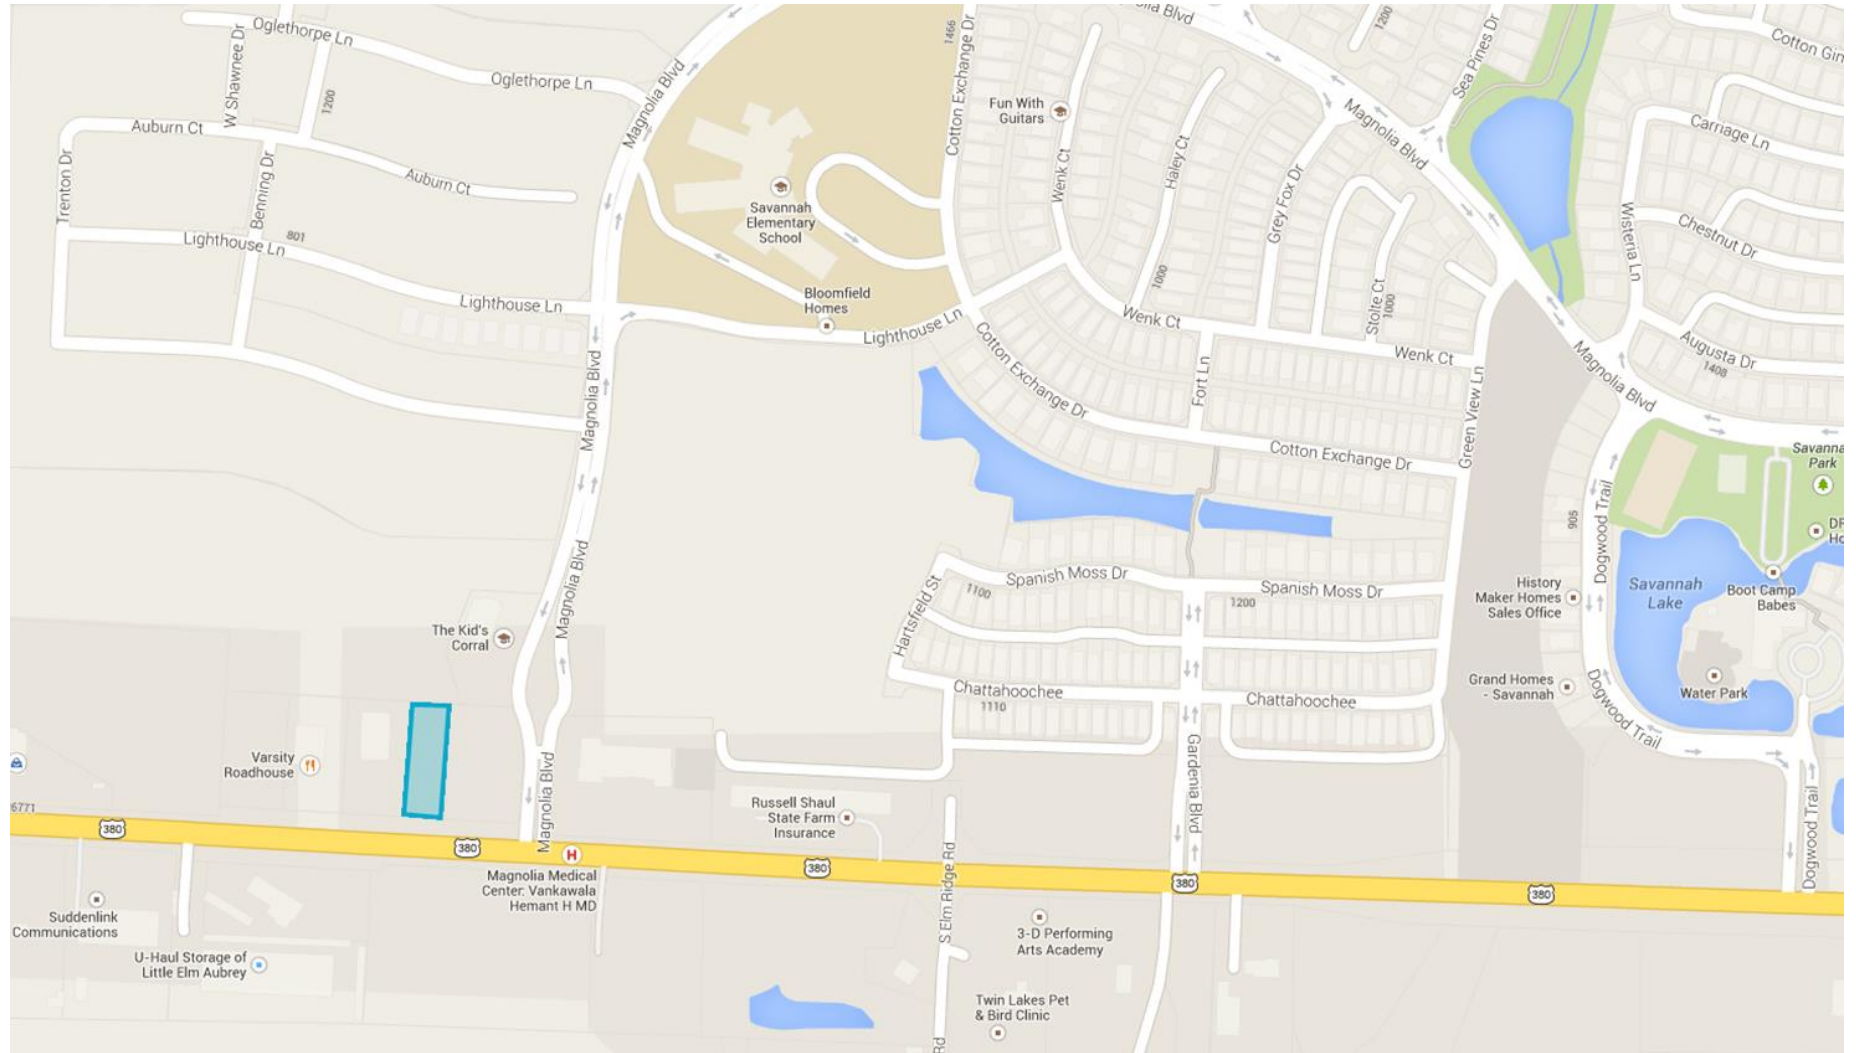 Oglethorpe Ln
W Shawnee Dr
Oglethorpe Ln
1200
Auburn Ct
Trenton Dr
Benning Dr
Auburn Ct
Lighthouse Ln
801
Lighthouse Ln
Magnolia Blvd
Magnolia Blvd
Magnolia Blvd
Magnolia Blvd
Magnolia Blvd
Savannah
Elementary
School
Bloomfield
Homes
Lighthouse Ln
1466
Cotton Exchange Dr
Fun With
Guitars
Wenk Ct
Haley Ct
1000
Grey Fox Dr
Stolte Ct
1000
Wenk Ct
Wenk Ct
Fort Ln
Cotton Exchange Dr
Cotton Exchange Dr
Green View Ln
1200
Sea Pines Dr
Magnolia Blvd
Magnolia Blvd
Cotton Gin
Carriage Ln
Wisteria Ln
Chestnut Dr
Augusta Dr
1408
Savanna
Park
Dogwood Trail
905
History
Maker Homes
Sales Office
Savannah
Lake
Boot Camp
Babes
Water Park
Grand Homes
- Savannah
Dogwood Trail
Dogwood Trail
Spanish Moss Dr
1100
Spanish Moss Dr
1200
Hartsfield St
Chattahoochee
1110
Chattahoochee
Gardenia Blvd
The Kid's
Corral
Varsity
Roadhouse
6771
380
380
380
380
380
Russell Shaul
State Farm
Insurance
H
Magnolia Medical
Center: Vankawala
Hemant H MD
S Elm Ridge Rd
Rd
Suddenlink
Communications
U-Haul Storage of
Little Elm Aubrey
3-D Performing
Arts Academy
Twin Lakes Pet
& Bird Clinic